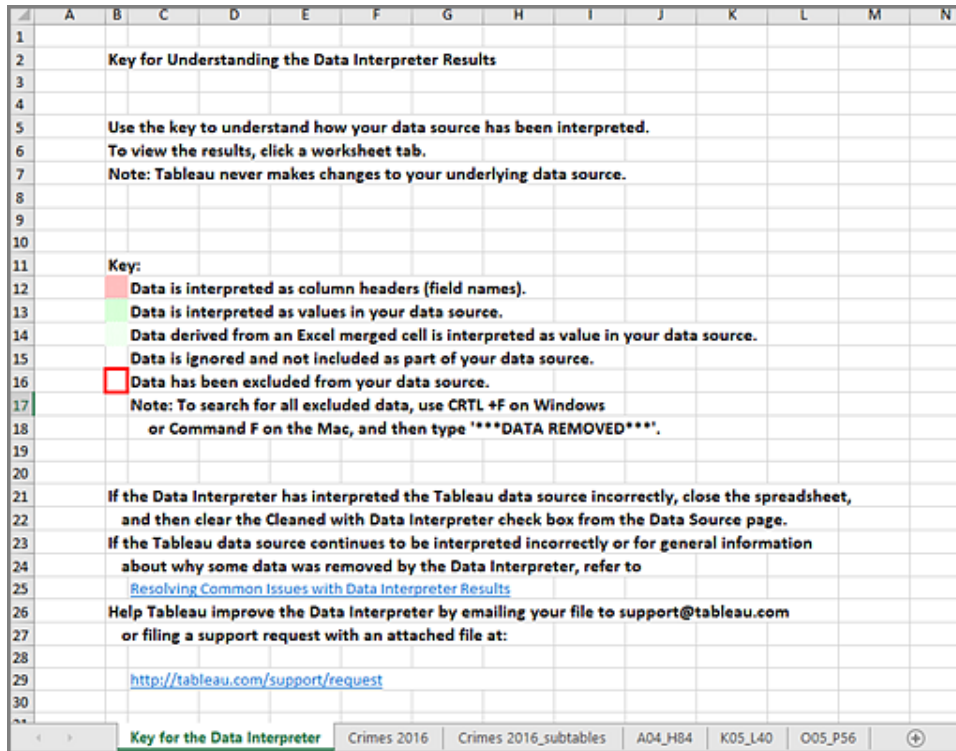 A B C D E F G H I J K L M N
1
2 Key for Understanding the Data Interpreter Results
3
4
5 Use the key to understand how your data source has been interpreted.
6 To view the results, click a worksheet tab.
7 Note: Tableau never makes changes to your underlying data source.
8
9
10
11 Key:
12 Data is interpreted as column headers (field names).
13 Data is interpreted as values in your data source.
14 Data derived from an Excel merged cell is interpreted as value in your data source.
15 Data is ignored and not included as part of your data source.
16 Data has been excluded from your data source.
17 Note: To search for all excluded data, use CRTL +F on Windows
18 or Command F on the Mac, and then type '***DATA REMOVED***'.
19
20
21 If the Data Interpreter has interpreted the Tableau data source incorrectly, close the spreadsheet,
22 and then clear the Cleaned with Data Interpreter check box from the Data Source page.
23 If the Tableau data source continues to be interpreted incorrectly or for general information
24 about why some data was removed by the Data Interpreter, refer to
25 Resolving Common Issues with Data Interpreter Results
26 Help Tableau improve the Data Interpreter by emailing your file to support@tableau.com
27 or filing a support request with an attached file at:
28
29 http://tableau.com/support/request
30
Key for the Data Interpreter Crimes 2016 Crimes 2016_subtables A04_H84 K05_L40 O05_P56